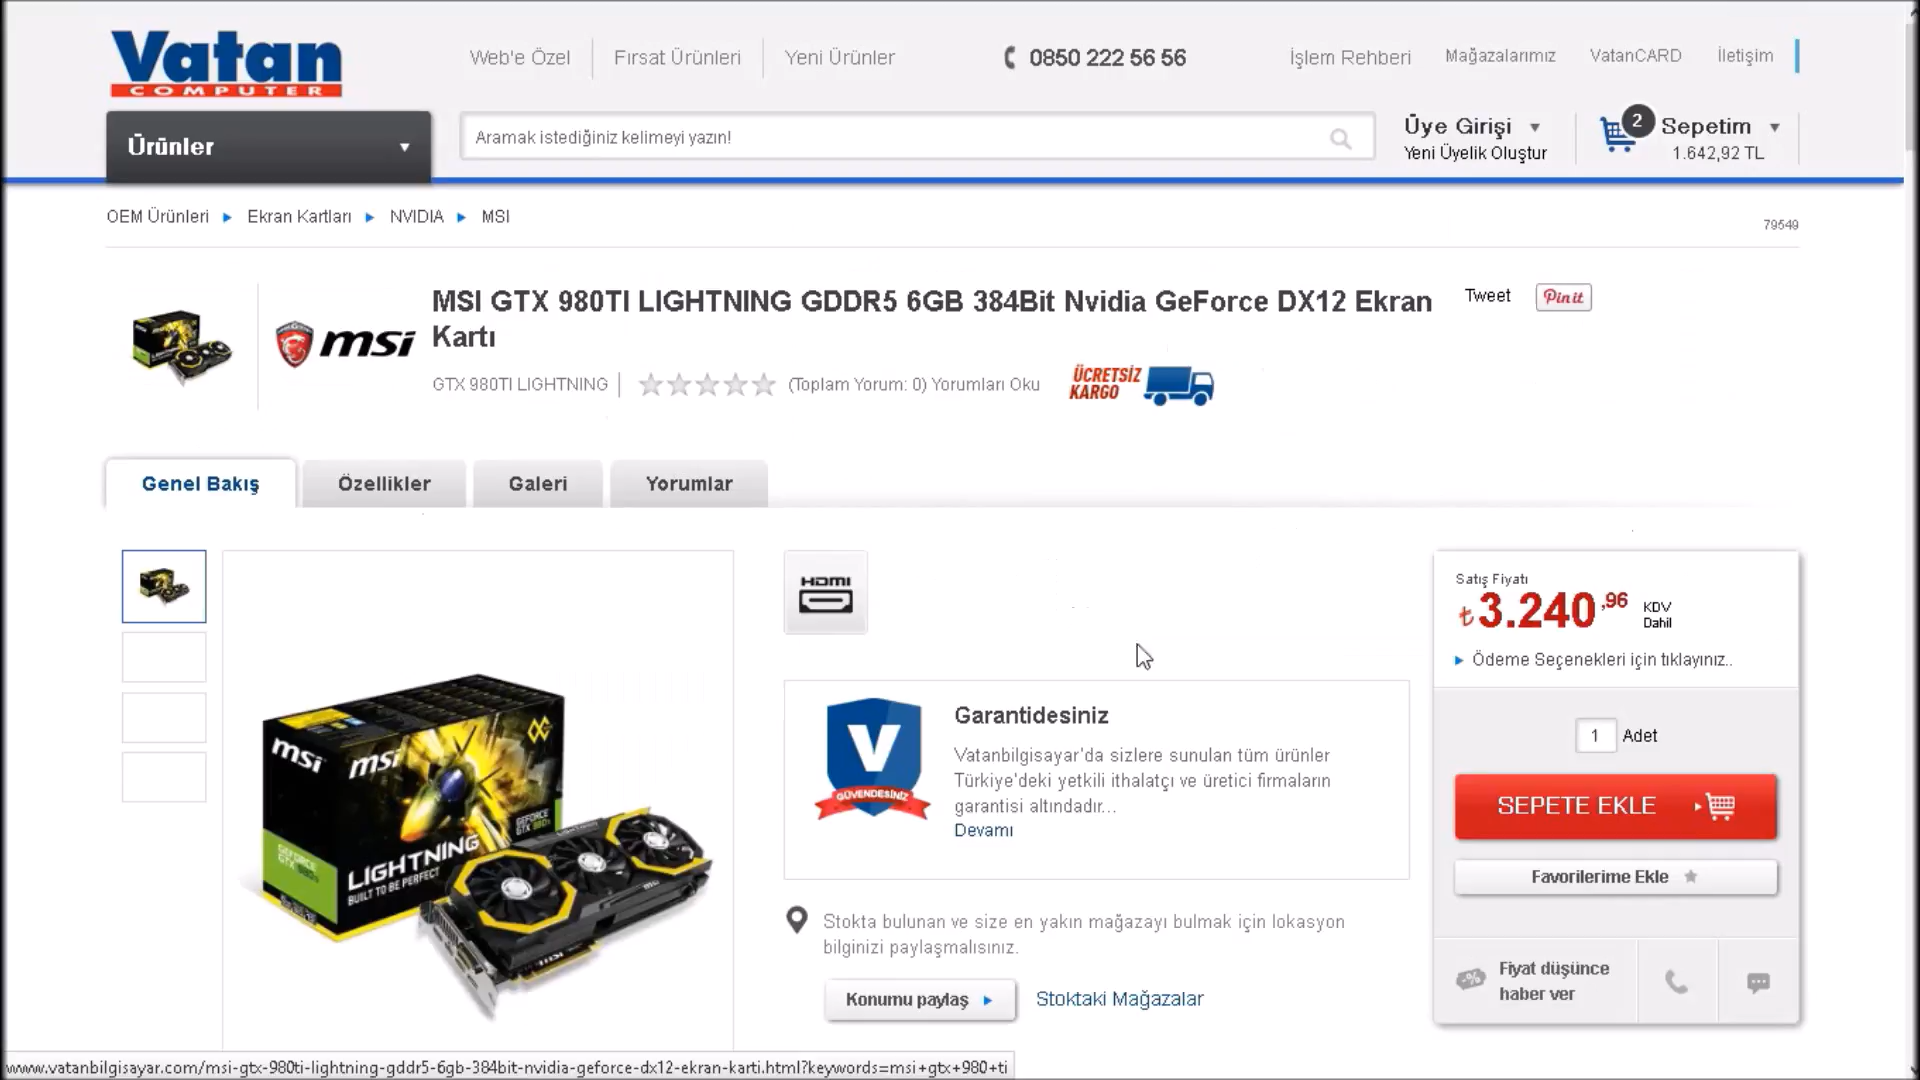 Vatan
COMPUTER
Web'e Özel
Fırsat Ürünleri
Yeni Ürünler
0850 222 56 56
İşlem Rehberi
Mağazalarımız
VatanCARD
İletişim
Ürünler
Aramak istediğiniz kelimeyi yazın!
Üye Girişi
Yeni Üyelik Oluştur
2
Sepetim
1.642,92 TL
OEM Ürünleri
Ekran Kartları
NVIDIA
MSI
79549
msi
MSI GTX 980TI LIGHTNING GDDR5 6GB 384Bit Nvidia GeForce DX12 Ekran
Kartı
Tweet
Pin it
GTX 980TI LIGHTNING
(Toplam Yorum: 0) Yorumları Oku
ÜCRETSİZ
KARGO
Genel Bakış
Özellikler
Galeri
Yorumlar
HDMI
Satış Fiyatı
₺3.240,96
KDV
Dahil
Ödeme Seçenekleri için tıklayınız..
1 Adet
SEPETE EKLE
Favorilerime Ekle
Fiyat düşünce
haber ver
V
GÜVENDESİNİZ
Garantidesiniz
Vatanbilgisayar'da sizlere sunulan tüm ürünler
Türkiye'deki yetkili ithalatçı ve üretici firmaların
garantisi altındadır...
Devamı
Stokta bulunan ve size en yakın mağazayı bulmak için lokasyon
bilginizi paylaşmalısınız.
Konumu paylaş
Stoktaki Mağazalar
msi
msi
GEFORCE
GTX 980Ti
GEFORCE
GTX 980Ti
LIGHTNING
BUILT TO BE PERFECT
www.vatanbilgisayar.com/msi-gtx-980ti-lightning-gddr5-6gb-384bit-nvidia-geforce-dx12-ekran-karti.html?keywords=msi+gtx+980+ti